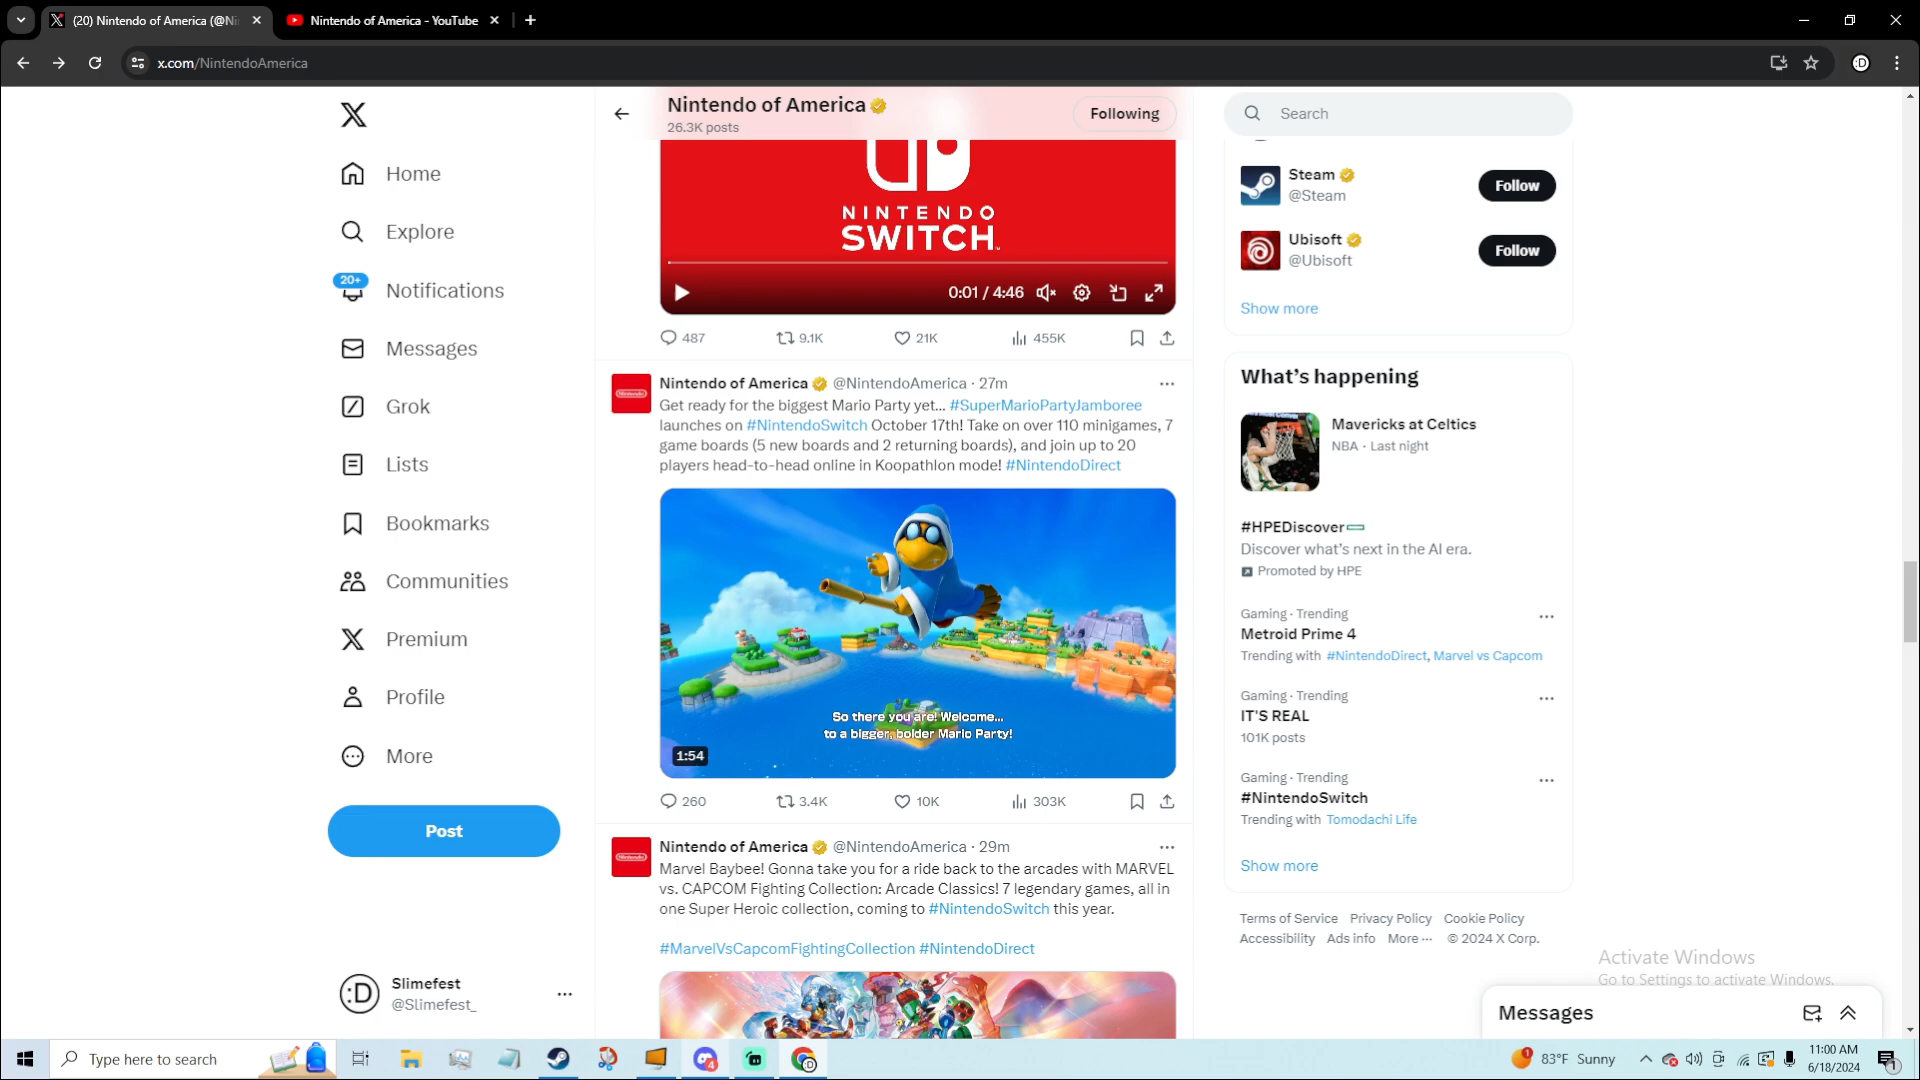 (20) Nintendo of America (@Ni
Nintendo of America - YouTube
x.com/NintendoAmerica
Nintendo of America
26.3K posts
Following
Search
Home
Explore
20+
Notifications
Messages
Grok
Lists
Bookmarks
Communities
Premium
Profile
More
Post
Slimefest
@Slimefest_
NINTENDO
SWITCH
0:01 / 4:46
487
9.1K
21K
455K
Nintendo of America @NintendoAmerica · 27m
Get ready for the biggest Mario Party yet... #SuperMarioPartyJamboree
launches on #NintendoSwitch October 17th! Take on over 110 minigames, 7
game boards (5 new boards and 2 returning boards), and join up to 20
players head-to-head online in Koopathlon mode! #NintendoDirect
So there you are! Welcome...
to a bigger, bolder Mario Party!
1:54
260
3.4K
10K
303K
Nintendo of America @NintendoAmerica · 29m
Marvel Baybee! Gonna take you for a ride back to the arcades with MARVEL
vs. CAPCOM Fighting Collection: Arcade Classics! 7 legendary games, all in
one Super Heroic collection, coming to #NintendoSwitch this year.
#MarvelVsCapcomFightingCollection #NintendoDirect
Steam
@Steam
Follow
Ubisoft
@Ubisoft
Follow
Show more
What's happening
Mavericks at Celtics
NBA · Last night
#HPEDiscover
Discover what's next in the AI era.
Promoted by HPE
Gaming · Trending
Metroid Prime 4
Trending with #NintendoDirect, Marvel vs Capcom
Gaming · Trending
IT'S REAL
101K posts
Gaming · Trending
#NintendoSwitch
Trending with Tomodachi Life
Show more
Terms of Service Privacy Policy Cookie Policy
Accessibility Ads info More ··· © 2024 X Corp.
Activate Windows
Go to Settings to activate Windows.
Messages
Type here to search
4
1
83°F Sunny
11:00 AM
6/18/2024
1